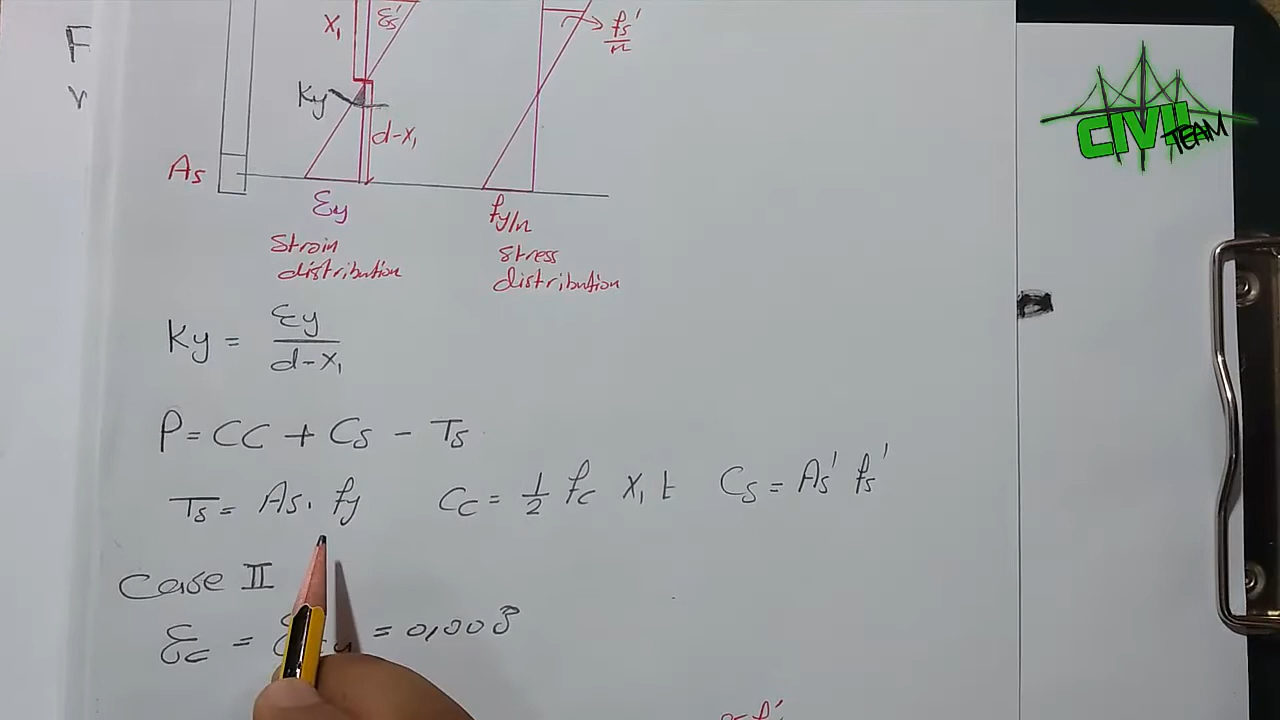 F
x₁ εs' fs'/n
CIVIL TEAM
Ky
d-x₁
As
εy fy/n
Strain distribution
Stress distribution
Ky = εy/(d-x₁)
P = CC + Cs - Ts
Ts = As . fy Cc = 1/2 fc x₁ t Cs = As' fs'
Case II
εc = = 0,003